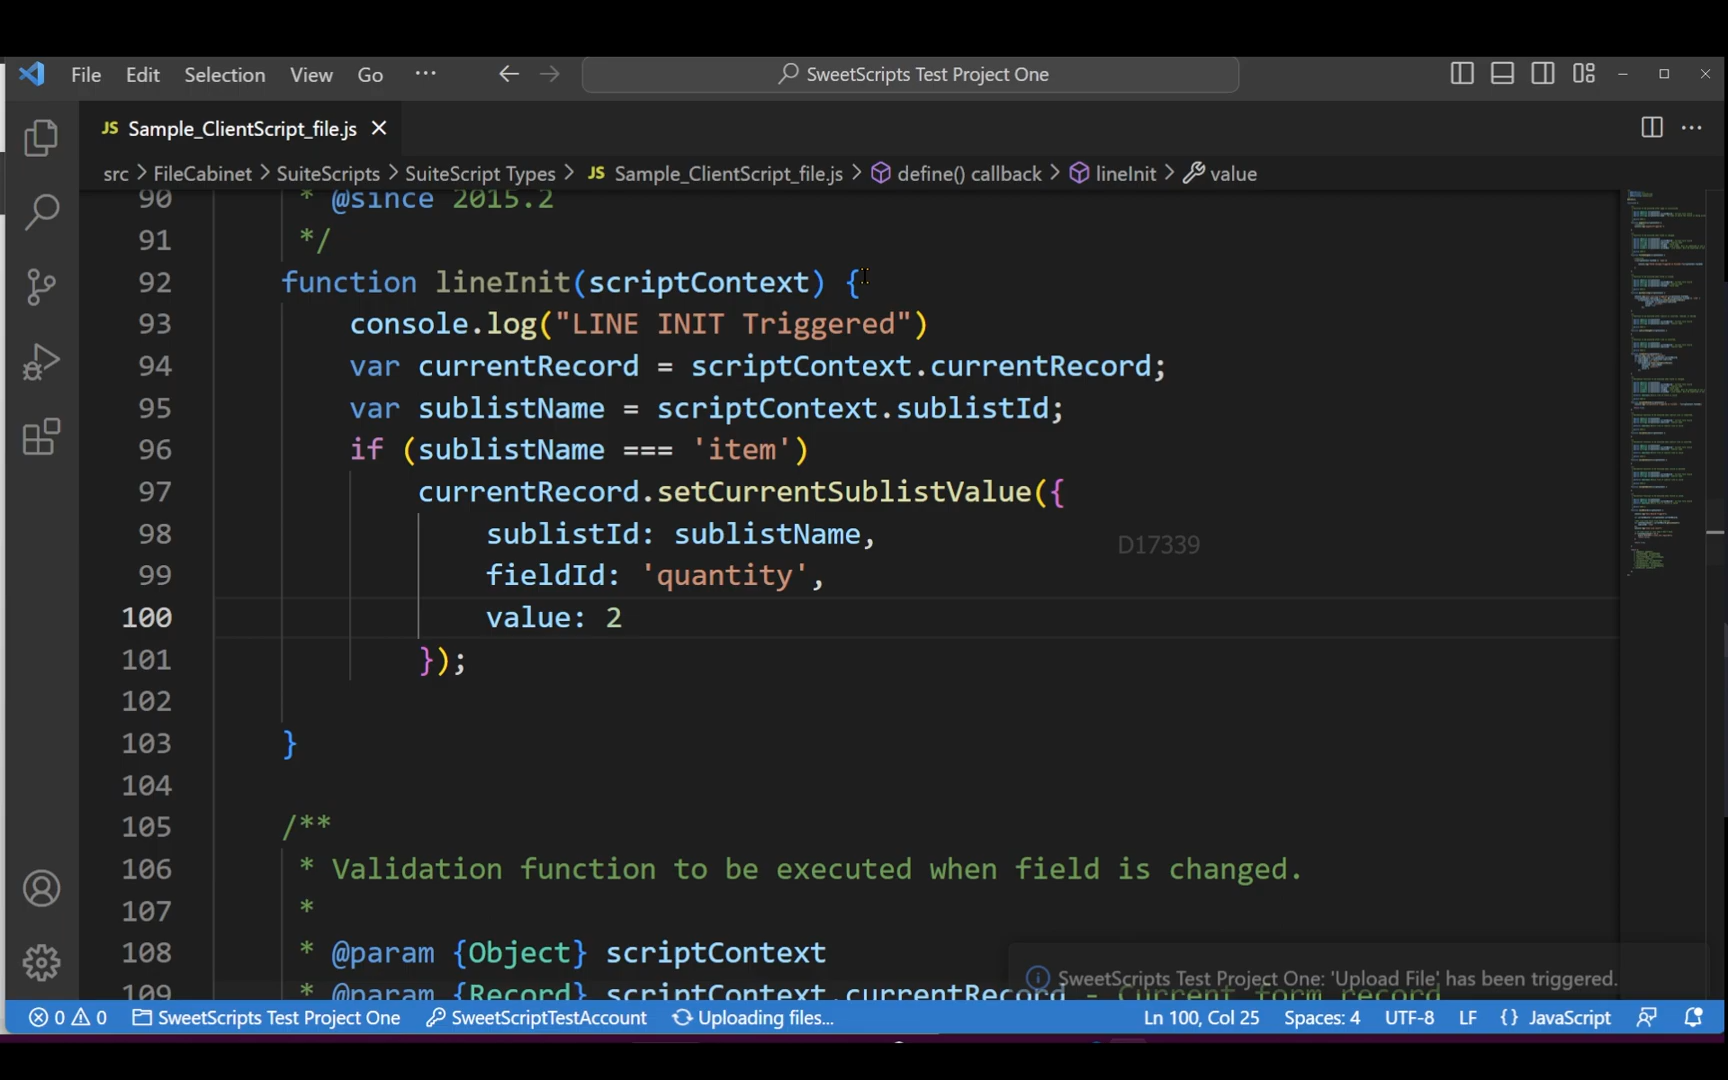 File Edit Selection View Go ··· SweetScripts Test Project One
JS Sample_ClientScript_file.js
src > FileCabinet > SuiteScripts > SuiteScript Types > JS Sample_ClientScript_file.js > define() callback > lineInit > value
90 * @since 2015.2
91 */
92 function lineInit(scriptContext) {
93 console.log("LINE INIT Triggered")
94 var currentRecord = scriptContext.currentRecord;
95 var sublistName = scriptContext.sublistId;
96 if (sublistName === 'item')
97 currentRecord.setCurrentSublistValue({
98 sublistId: sublistName,
D17339
99 fieldId: 'quantity',
100 value: 2
101 });
102
103 }
104
105 /**
106 * Validation function to be executed when field is changed.
107 *
108 * @param {Object} scriptContext
SweetScripts Test Project One: 'Upload File' has been triggered.
109 * @param {Record} scriptContext.currentRecord - Current form record
0 0 SweetScripts Test Project One SweetScriptTestAccount Uploading files... Ln 100, Col 25 Spaces: 4 UTF-8 LF {} JavaScript